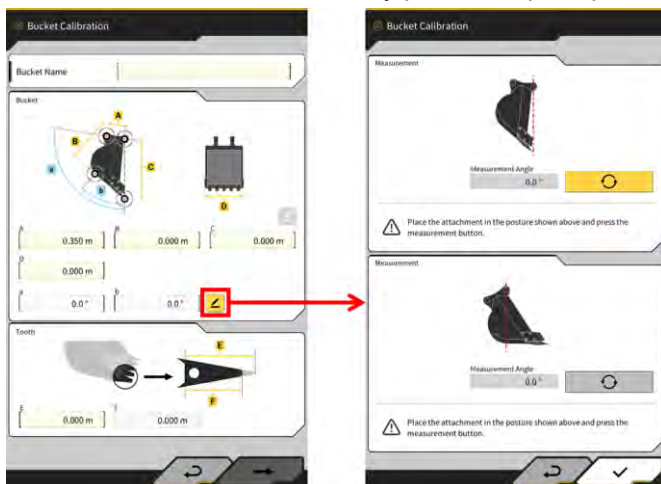 Bucket Calibration
Bucket Name
Bucket
A
B
C
a
b
D
A
0.350 m
B
0.000 m
C
0.000 m
D
0.000 m
a
0.0 °
b
0.0 °
Tooth
E
F
E
0.000 m
0.000 m
Bucket Calibration
Measurement
Measurement Angle
0.0 °
Place the attachment in the posture shown above and press the
measurement button.
Measurement
Measurement Angle
0.0 °
Place the attachment in the posture shown above and press the
measurement button.